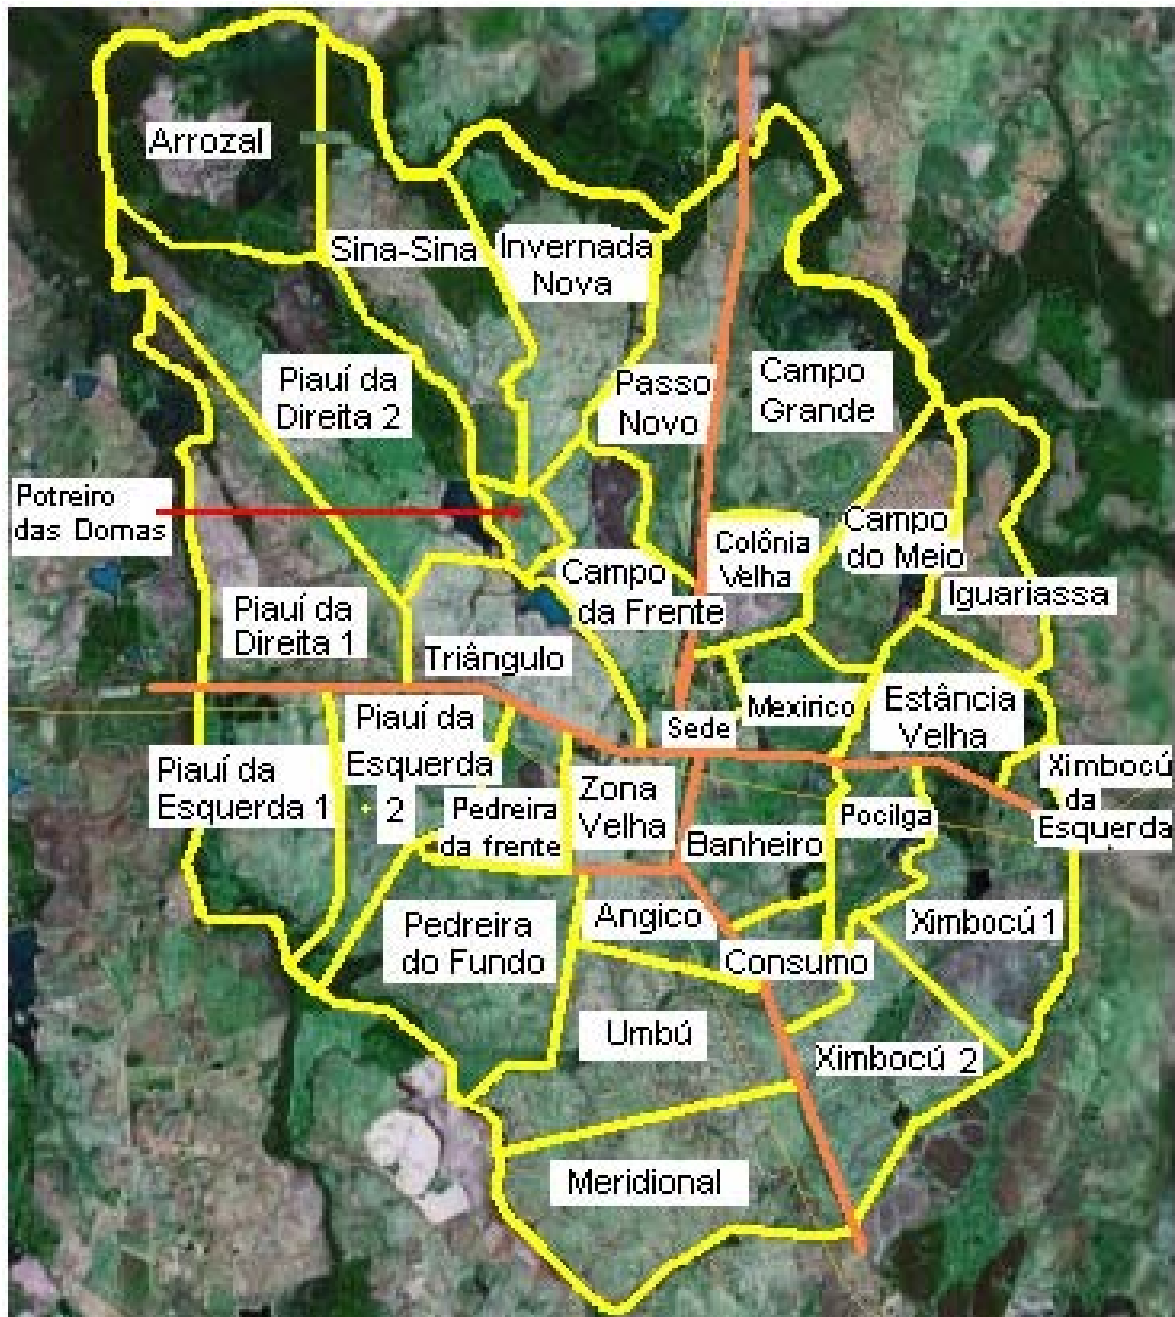 Arrozal
Sina-Sina
Invernada
Nova
Piauí da
Direita 2
Passo
Novo
Campo
Grande
Potreiro
das Domas
Colônia
Velha
Campo
do Meio
Campo
da Frente
Iguariassa
Piauí da
Direita 1
Triângulo
Mexirico
Estância
Velha
Sede
Piauí da
Esquerda
2
Piauí da
Esquerda 1
Ximbocú
da
Esquerda
Zona
Velha
Pedreira
da frente
Pocilga
Banheiro
Angico
Pedreira
do Fundo
Ximbocú 1
Consumo
Umbú
Ximbocú 2
Meridional